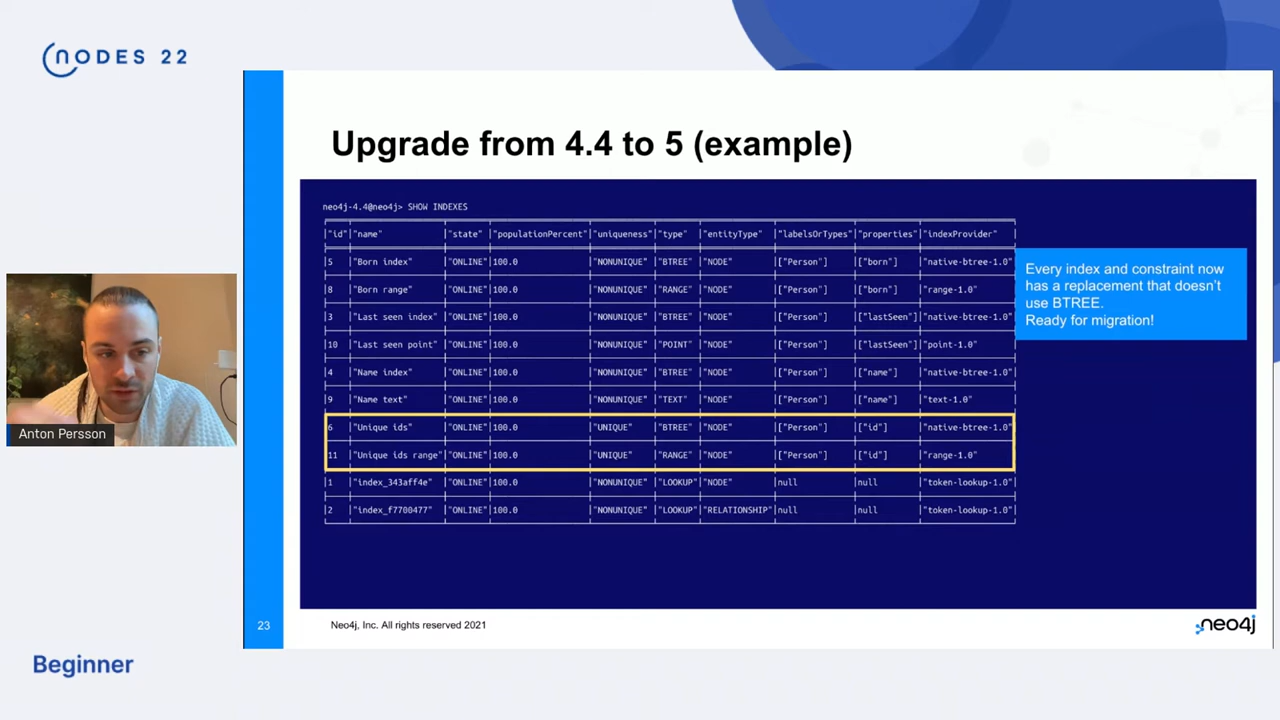 NODES 22
Upgrade from 4.4 to 5 (example)
neo4j-4.4@neo4j> SHOW INDEXES
|"id"|"name"|"state"|"populationPercent"|"uniqueness"|"type"|"entityType"|"labelsOrTypes"|"properties"|"indexProvider"|
|5|"Born index"|"ONLINE"|100.0|"NONUNIQUE"|"BTREE"|"NODE"|["Person"]|["born"]|"native-btree-1.0"|
|8|"Born range"|"ONLINE"|100.0|"NONUNIQUE"|"RANGE"|"NODE"|["Person"]|["born"]|"range-1.0"|
|3|"Last seen index"|"ONLINE"|100.0|"NONUNIQUE"|"BTREE"|"NODE"|["Person"]|["lastSeen"]|"native-btree-1.0"|
|10|"Last seen point"|"ONLINE"|100.0|"NONUNIQUE"|"POINT"|"NODE"|["Person"]|["lastSeen"]|"point-1.0"|
|4|"Name index"|"ONLINE"|100.0|"NONUNIQUE"|"BTREE"|"NODE"|["Person"]|["name"]|"native-btree-1.0"|
|9|"Name text"|"ONLINE"|100.0|"NONUNIQUE"|"TEXT"|"NODE"|["Person"]|["name"]|"text-1.0"|
|6|"Unique ids"|"ONLINE"|100.0|"UNIQUE"|"BTREE"|"NODE"|["Person"]|["id"]|"native-btree-1.0"|
|11|"Unique ids range"|"ONLINE"|100.0|"UNIQUE"|"RANGE"|"NODE"|["Person"]|["id"]|"range-1.0"|
|1|"index_343aff4e"|"ONLINE"|100.0|"NONUNIQUE"|"LOOKUP"|"NODE"|null|null|"token-lookup-1.0"|
|2|"index_f7700477"|"ONLINE"|100.0|"NONUNIQUE"|"LOOKUP"|"RELATIONSHIP"|null|null|"token-lookup-1.0"|
Every index and constraint now
has a replacement that doesn't
use BTREE.
Ready for migration!
Anton Persson
23
Neo4j, Inc. All rights reserved 2021
neo4j
Beginner